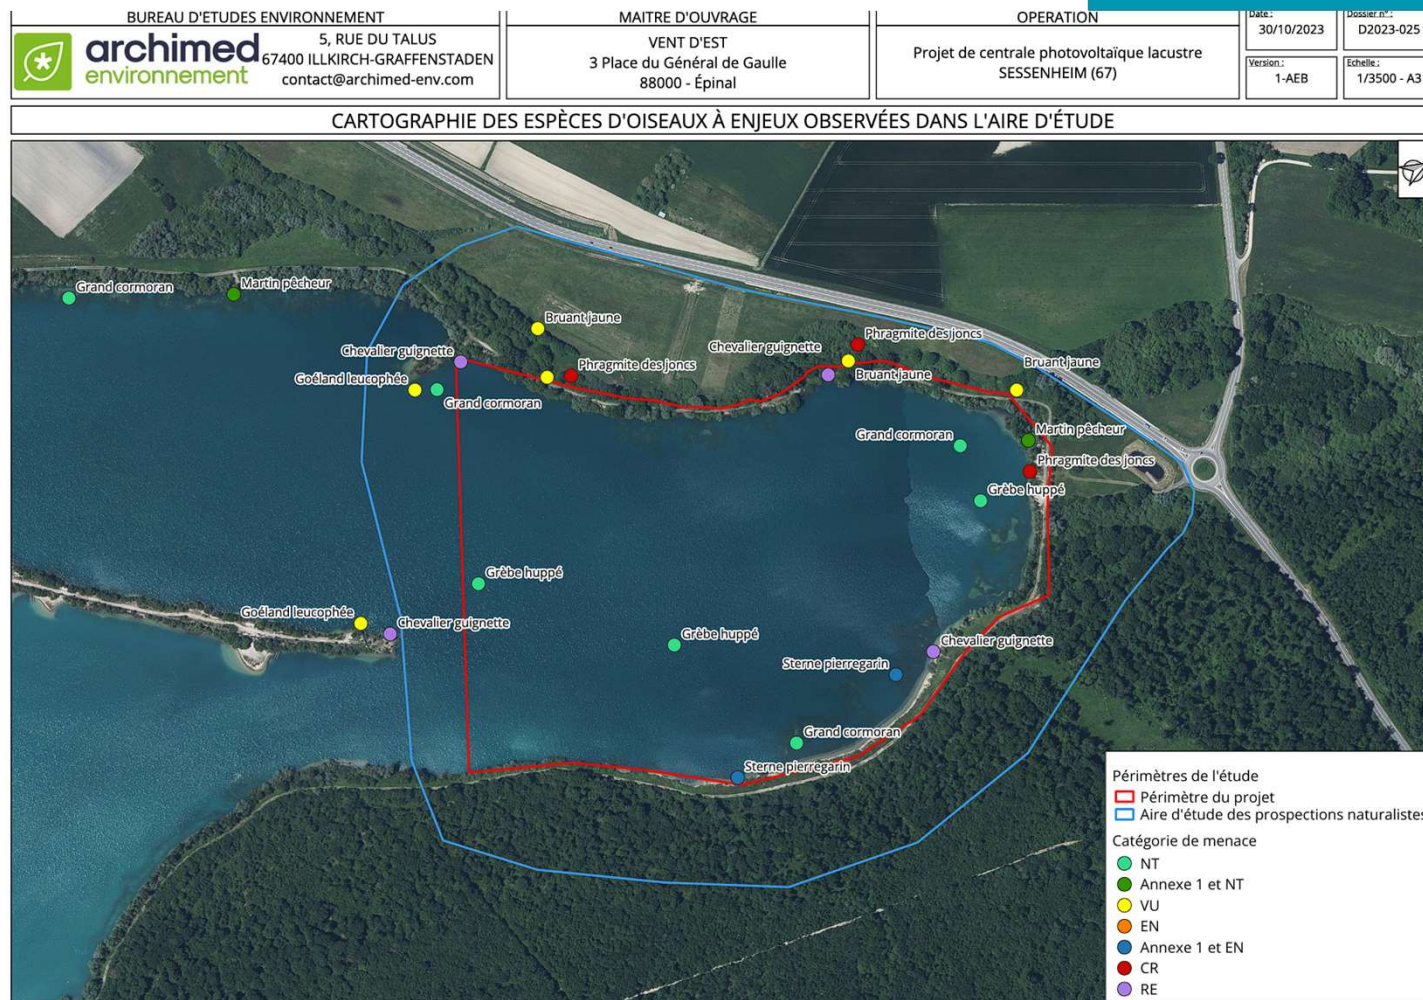 BUREAU D'ETUDES ENVIRONNEMENT
archimed
environnement
5, RUE DU TALUS
67400 ILLKIRCH-GRAFFENSTADEN
contact@archimed-env.com
MAITRE D'OUVRAGE
VENT D'EST
3 Place du Général de Gaulle
88000 - Épinal
OPERATION
Projet de centrale photovoltaïque lacustre
SESSENHEIM (67)
Date :
30/10/2023
Dossier n° :
D2023-025
Version :
1-AEB
Echelle :
1/3500 - A3
CARTOGRAPHIE DES ESPÈCES D'OISEAUX À ENJEUX OBSERVÉES DANS L'AIRE D'ÉTUDE
Grand cormoran
Martin pêcheur
Bruant jaune
Phragmite des joncs
Chevalier guignette
Chevalier guignette
Bruant jaune
Phragmite des joncs
Bruant jaune
Goéland leucophée
Grand cormoran
Martin pêcheur
Grand cormoran
Phragmite des joncs
Grèbe huppé
Grèbe huppé
Goéland leucophée
Chevalier guignette
Grèbe huppé
Chevalier guignette
Sterne pierregarin
Grand cormoran
Sterne pierregarin
Périmètres de l'étude
Périmètre du projet
Aire d'étude des prospections naturalistes
Catégorie de menace
NT
Annexe 1 et NT
VU
EN
Annexe 1 et EN
CR
RE